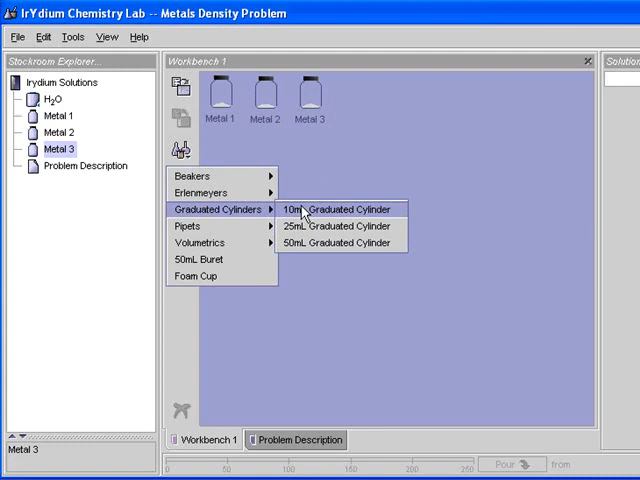 IrYdium Chemistry Lab -- Metals Density Problem
File Edit Tools View Help
Stockroom Explorer...
Irydium Solutions
H2O
Metal 1
Metal 2
Metal 3
Problem Description
Metal 3
Workbench 1
Metal 1 Metal 2 Metal 3
Beakers
Erlenmeyers
Graduated Cylinders
Pipets
Volumetrics
50mL Buret
Foam Cup
10mL Graduated Cylinder
25mL Graduated Cylinder
50mL Graduated Cylinder
Workbench 1 Problem Description
0 50 100 150 200 250
Pour from
Solution